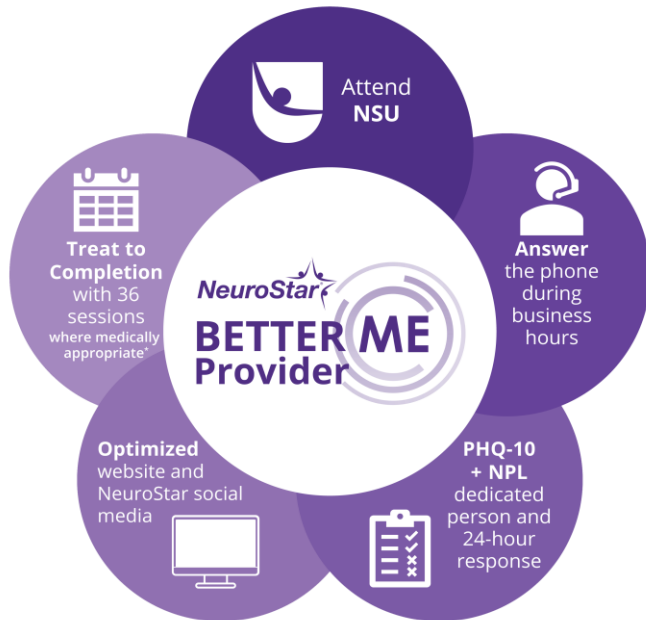 Attend
NSU
Answer
the phone
during
business
hours
PHQ-10
+ NPL
dedicated
person and
24-hour
response
Optimized
website and
NeuroStar social
media
Treat to
Completion
with 36
sessions
where medically
appropriate*
NeuroStar
BETTER ME
Provider